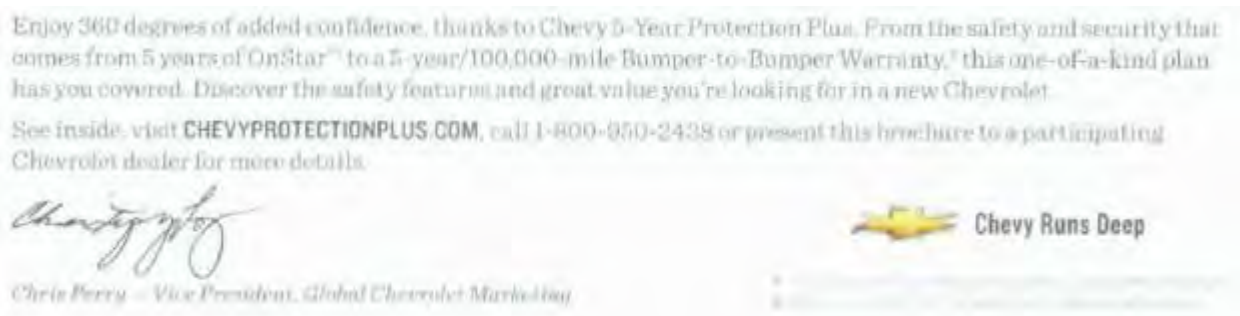 Enjoy 360 degrees of added confidence, thanks to Chevy 5-Year Protection Plus. From the safety and security that
comes from 5 years of OnStar to a 5-year/100,000-mile Bumper-to-Bumper Warranty, this one-of-a-kind plan
has you covered. Discover the safety features and great value you're looking for in a new Chevrolet.
See inside, visit CHEVYPROTECTIONPLUS.COM, call 1-800-950-2438 or present this brochure to a participating
Chevrolet dealer for more details.
Chevy Runs Deep
Chris Perry – Vice President, Global Chevrolet Marketing